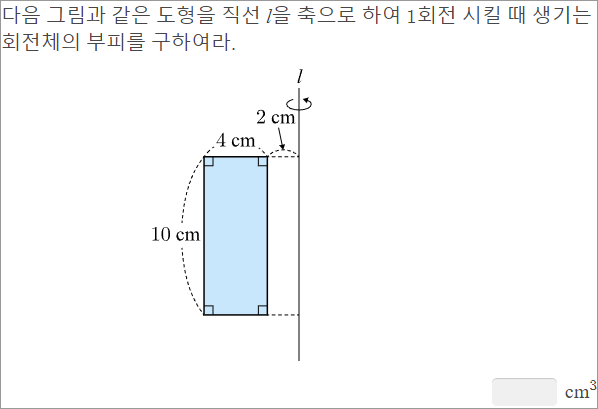 다음 그림과 같은 도형을 직선 l을 축으로 하여 1회전 시킬 때 생기는
회전체의 부피를 구하여라.
l
2 cm
4 cm
10 cm
cm³